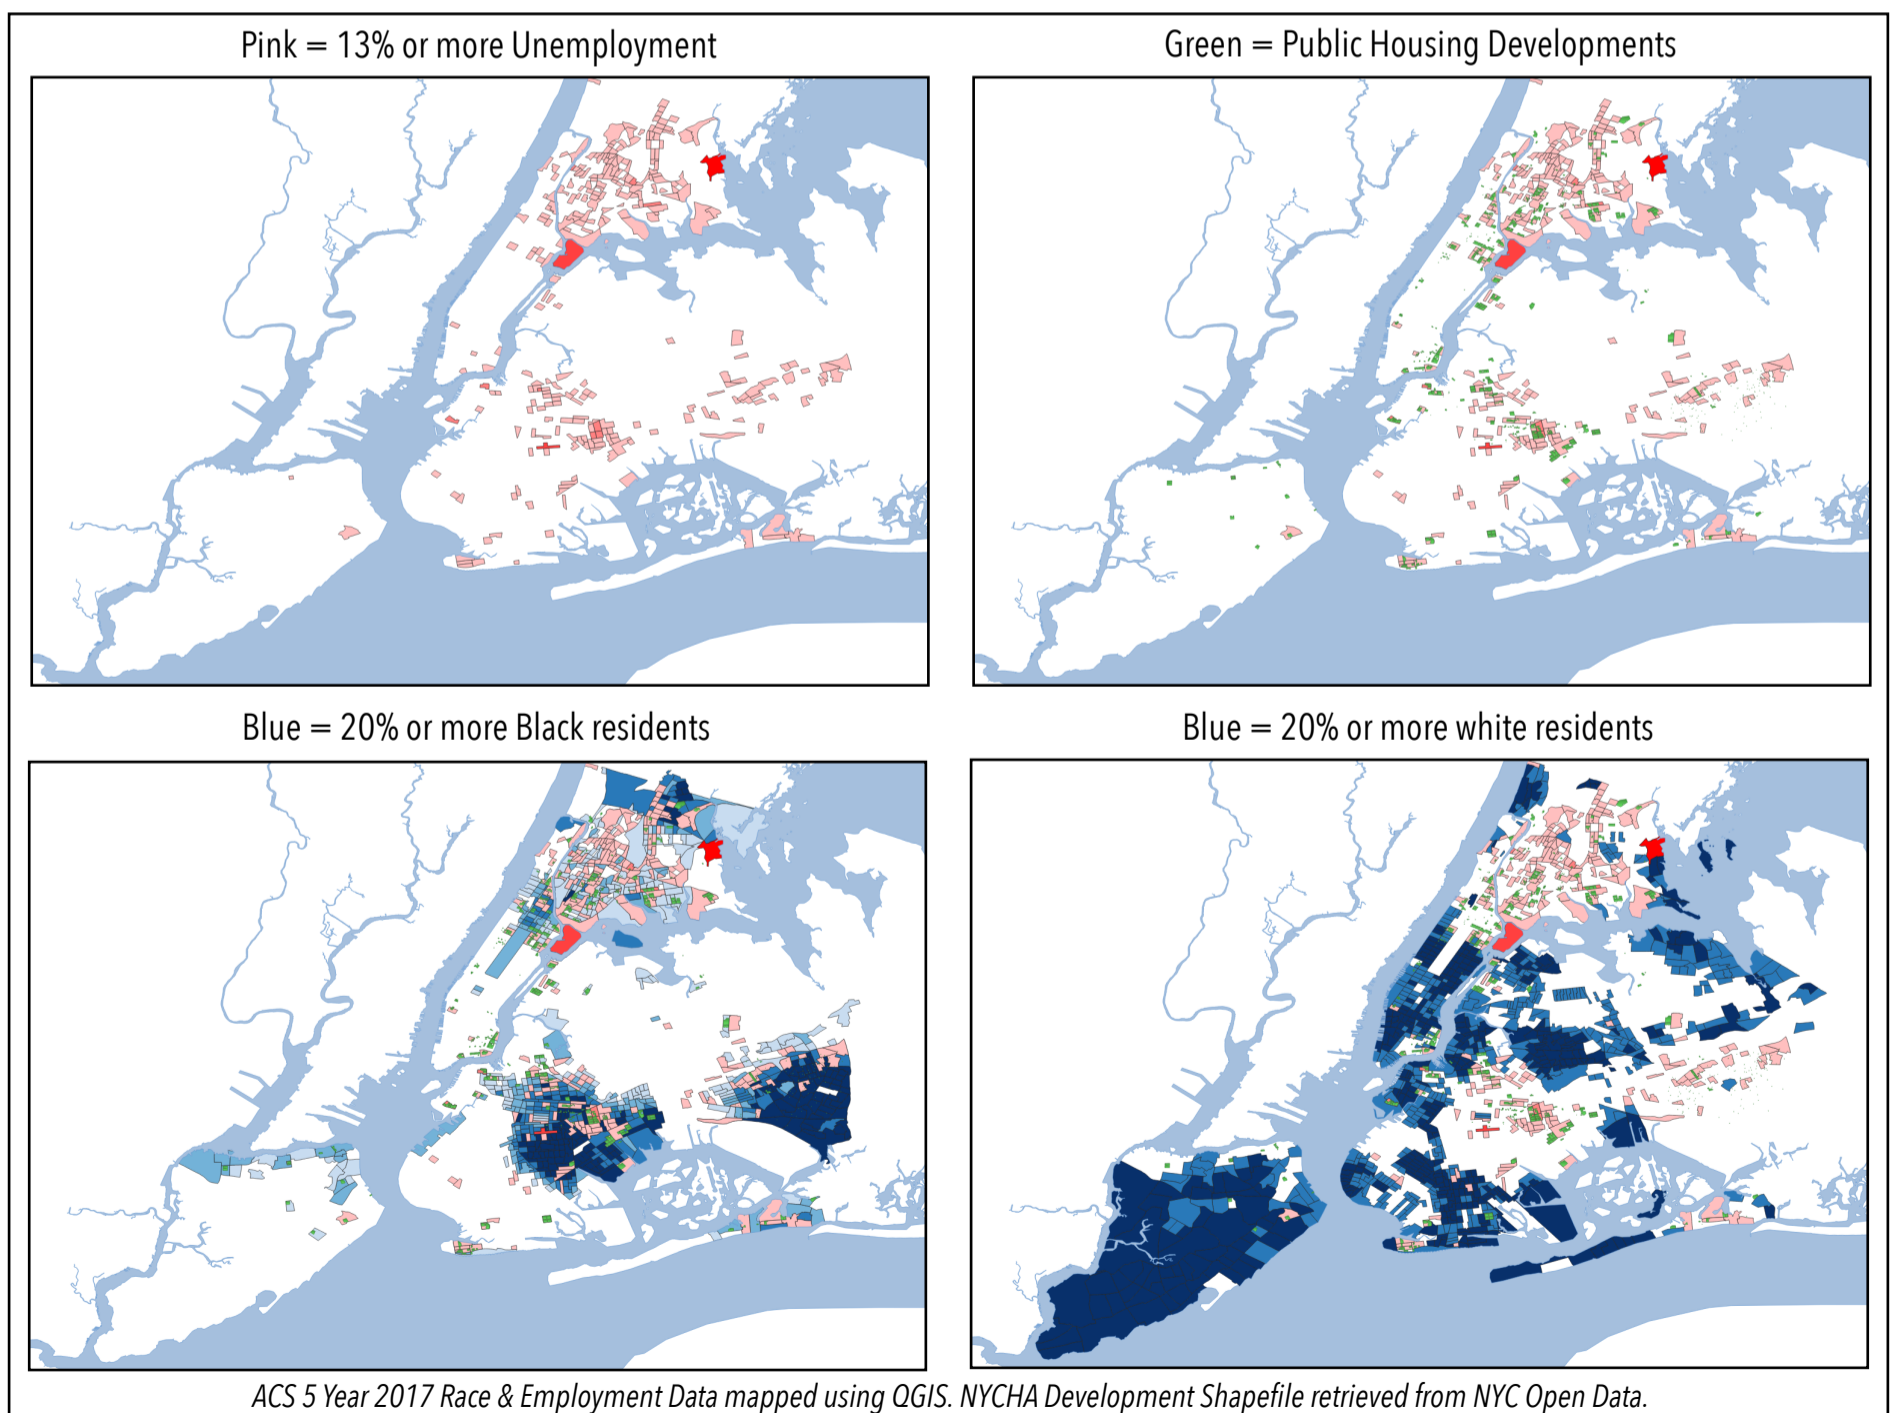 Pink = 13% or more Unemployment
Green = Public Housing Developments
Blue = 20% or more Black residents
Blue = 20% or more white residents
ACS 5 Year 2017 Race & Employment Data mapped using QGIS. NYCHA Development Shapefile retrieved from NYC Open Data.